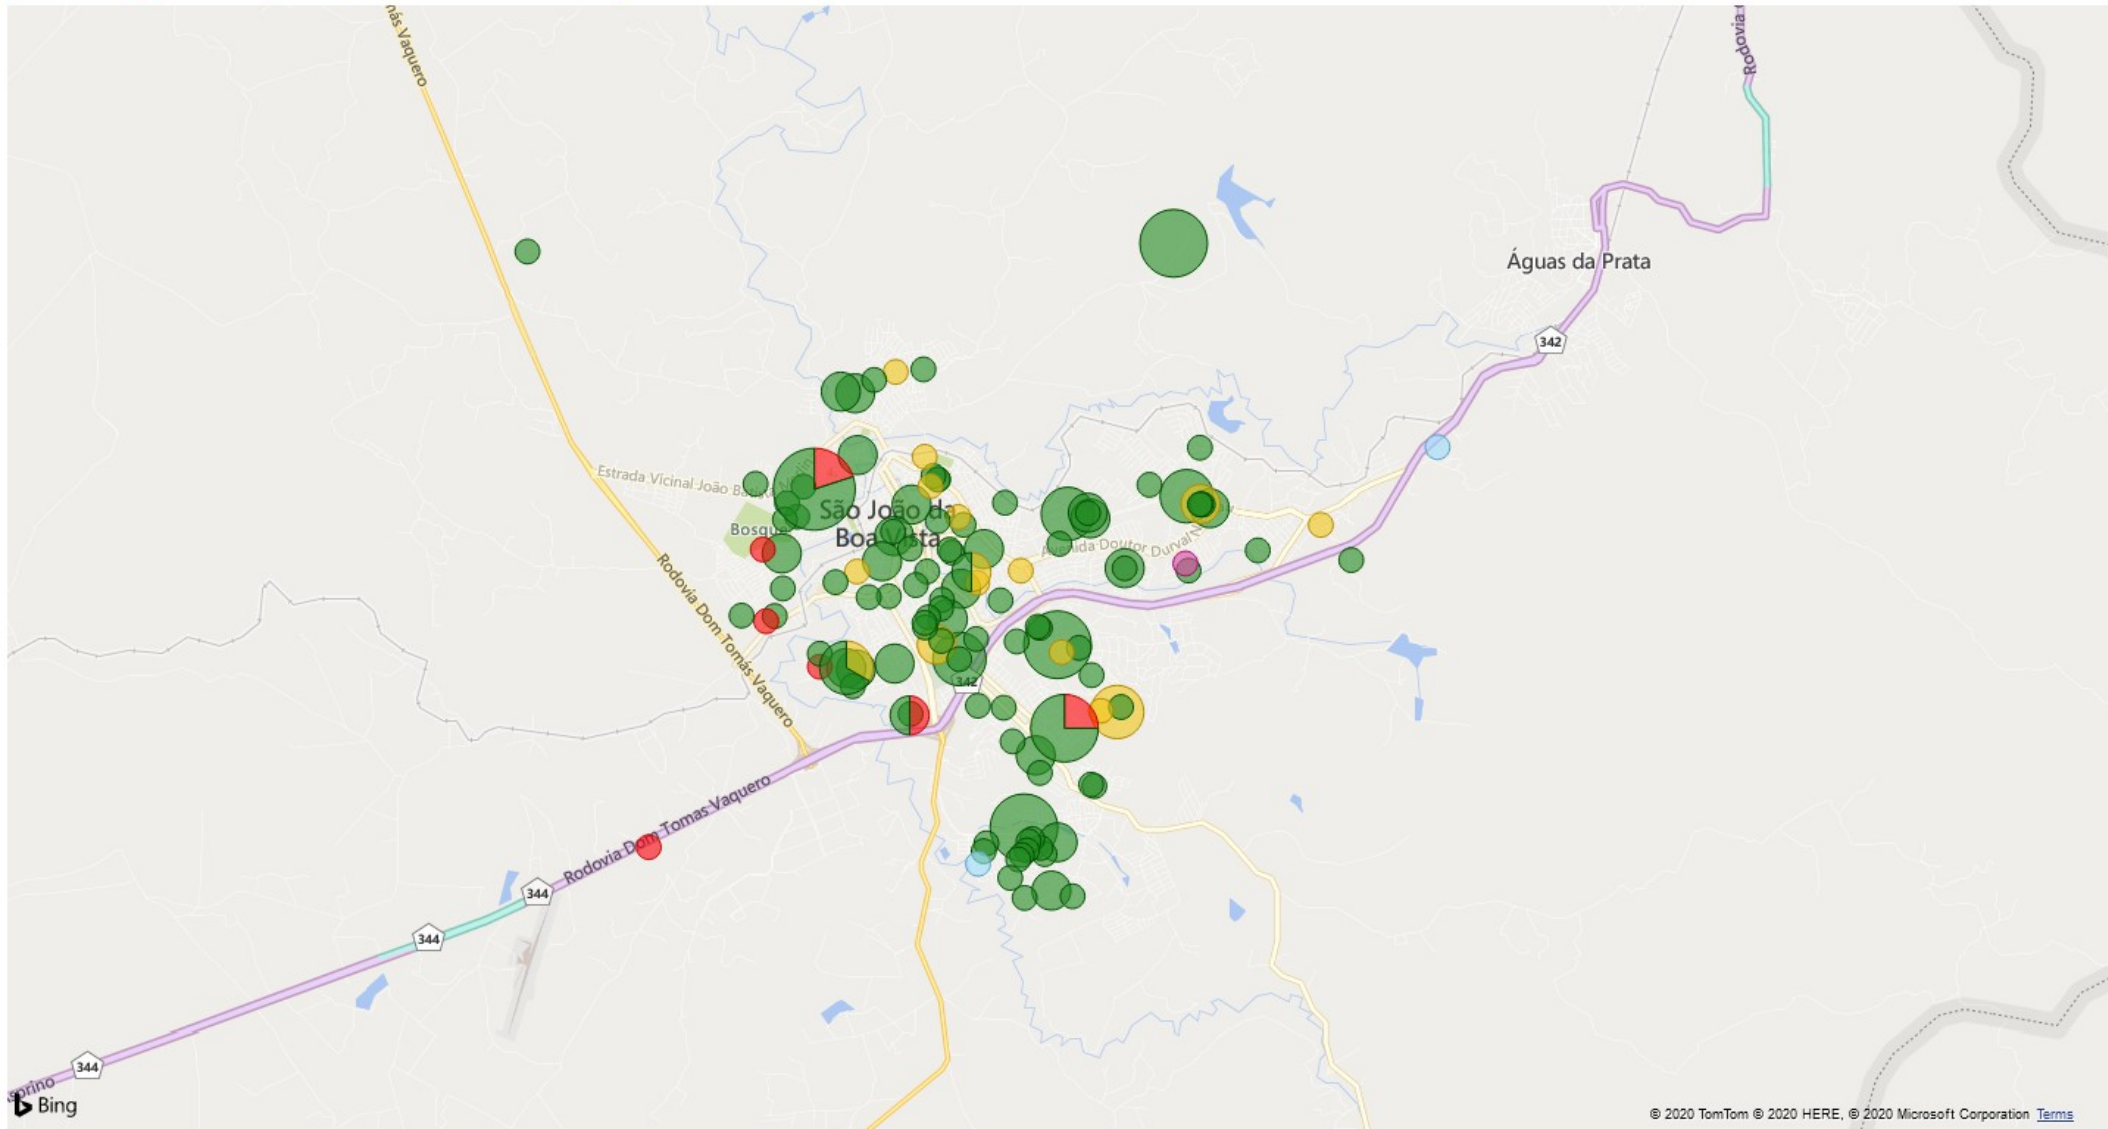 más Vaquero
Rodovia
Águas da Prata
342
Estrada Vicinal João Batista
São João da
Boa Vista
Bosque
Avenida Doutor Durval
Rodovia Dom Tomás Vaquero
342
Rodovia Dom Tomas Vaquero
344
344
344
Bing
© 2020 TomTom © 2020 HERE, © 2020 Microsoft Corporation Terms